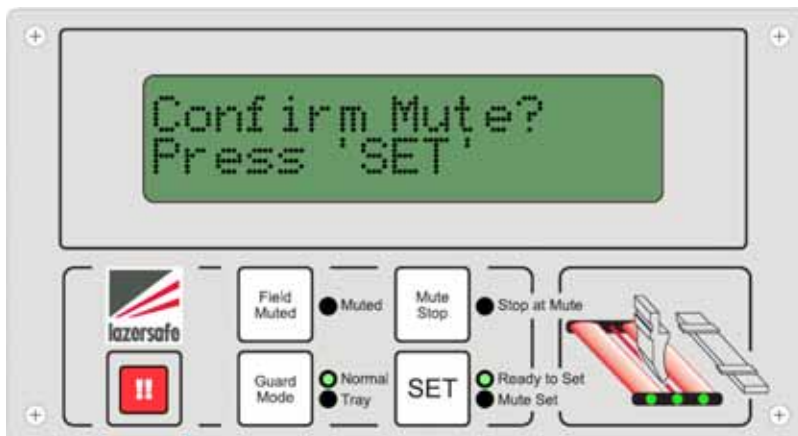 Confirm Mute?
Press 'SET'
lazersafe
!!
Field
Muted
Muted
Mute
Stop
Stop at Mute
Guard
Mode
Normal
Tray
SET
Ready to Set
Mute Set